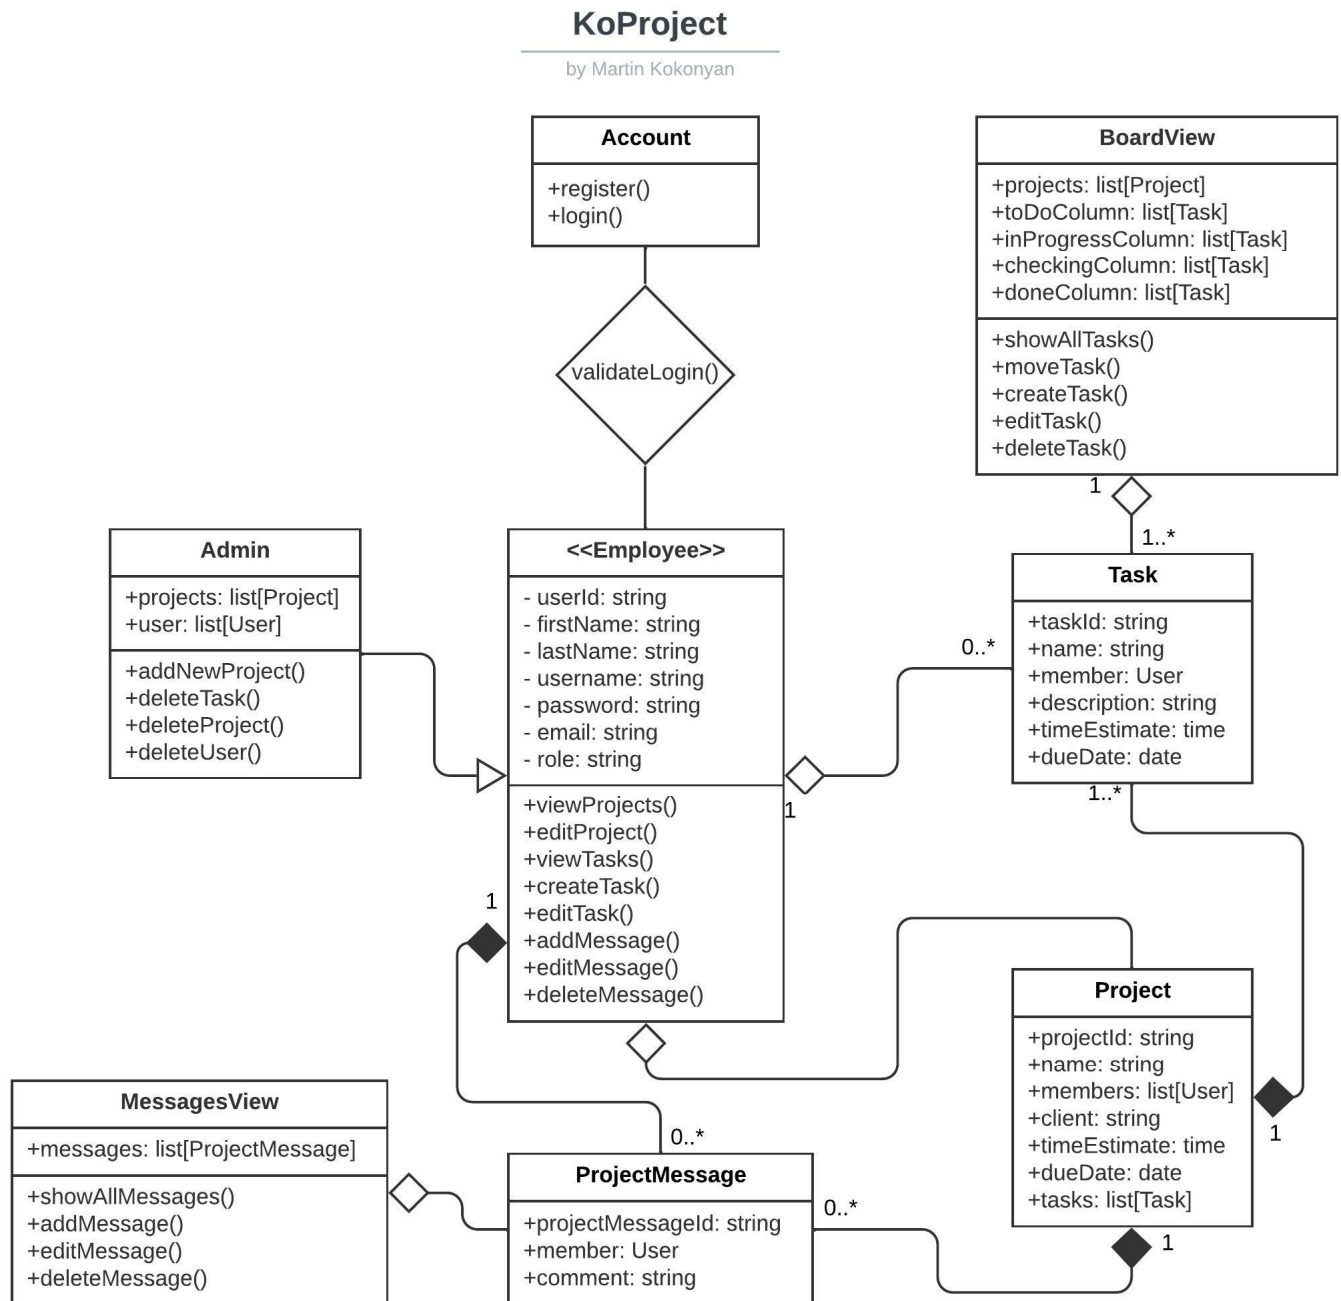 KoProject
by Martin Kokonyan
Account
+register()
+login()
validateLogin()
BoardView
+projects: list[Project]
+toDoColumn: list[Task]
+inProgressColumn: list[Task]
+checkingColumn: list[Task]
+doneColumn: list[Task]
+showAllTasks()
+moveTask()
+createTask()
+editTask()
+deleteTask()
1
1..*
Admin
+projects: list[Project]
+user: list[User]
+addNewProject()
+deleteTask()
+deleteProject()
+deleteUser()
<<Employee>>
- userId: string
- firstName: string
- lastName: string
- username: string
- password: string
- email: string
- role: string
+viewProjects()
+editProject()
+viewTasks()
+createTask()
+editTask()
+addMessage()
+editMessage()
+deleteMessage()
0..*
1
1
Task
+taskId: string
+name: string
+member: User
+description: string
+timeEstimate: time
+dueDate: date
1..*
Project
+projectId: string
+name: string
+members: list[User]
+client: string
+timeEstimate: time
+dueDate: date
+tasks: list[Task]
1
1
MessagesView
+messages: list[ProjectMessage]
+showAllMessages()
+addMessage()
+editMessage()
+deleteMessage()
0..*
ProjectMessage
+projectMessageId: string
+member: User
+comment: string
0..*